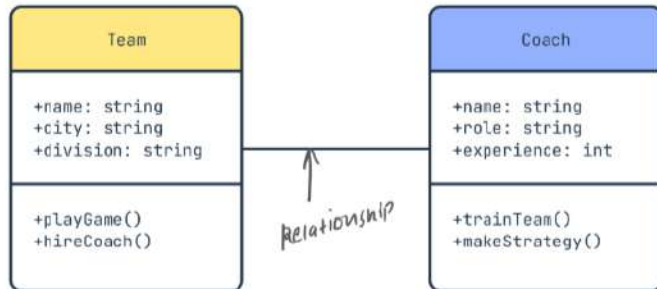 Team
+name: string
+city: string
+division: string
+playGame()
+hireCoach()
Relationship
Coach
+name: string
+role: string
+experience: int
+trainTeam()
+makeStrategy()